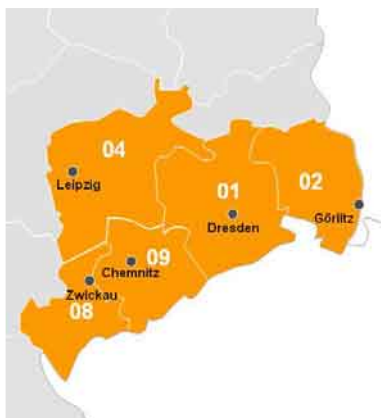 04
Leipzig
01
02
Dresden
Görlitz
09
Chemnitz
Zwickau
08